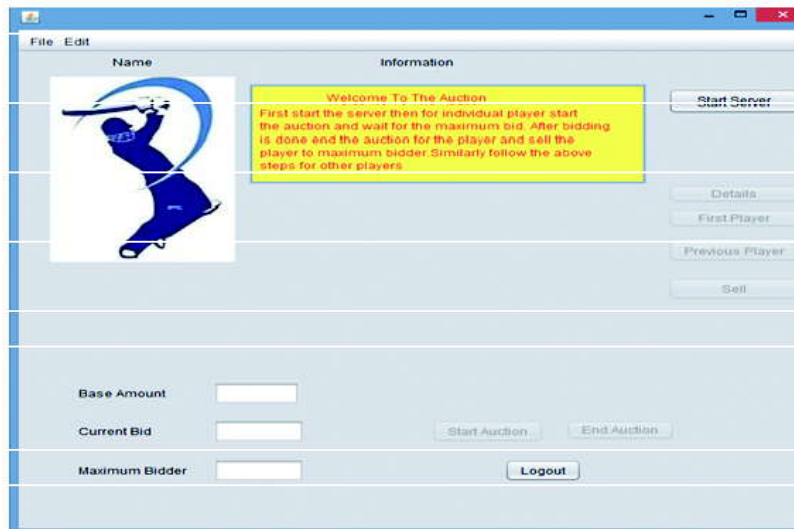 File Edit
Name Information
Welcome To The Auction
First start the server then for individual player start
the auction and wait for the maximum bid. After bidding
is done end the auction for the player and sell the
player to maximum bidder.Similarly follow the above
steps for other players
Start Server
Details
First Player
Previous Player
Sell
Base Amount
Current Bid
Start Auction End Auction
Maximum Bidder
Logout